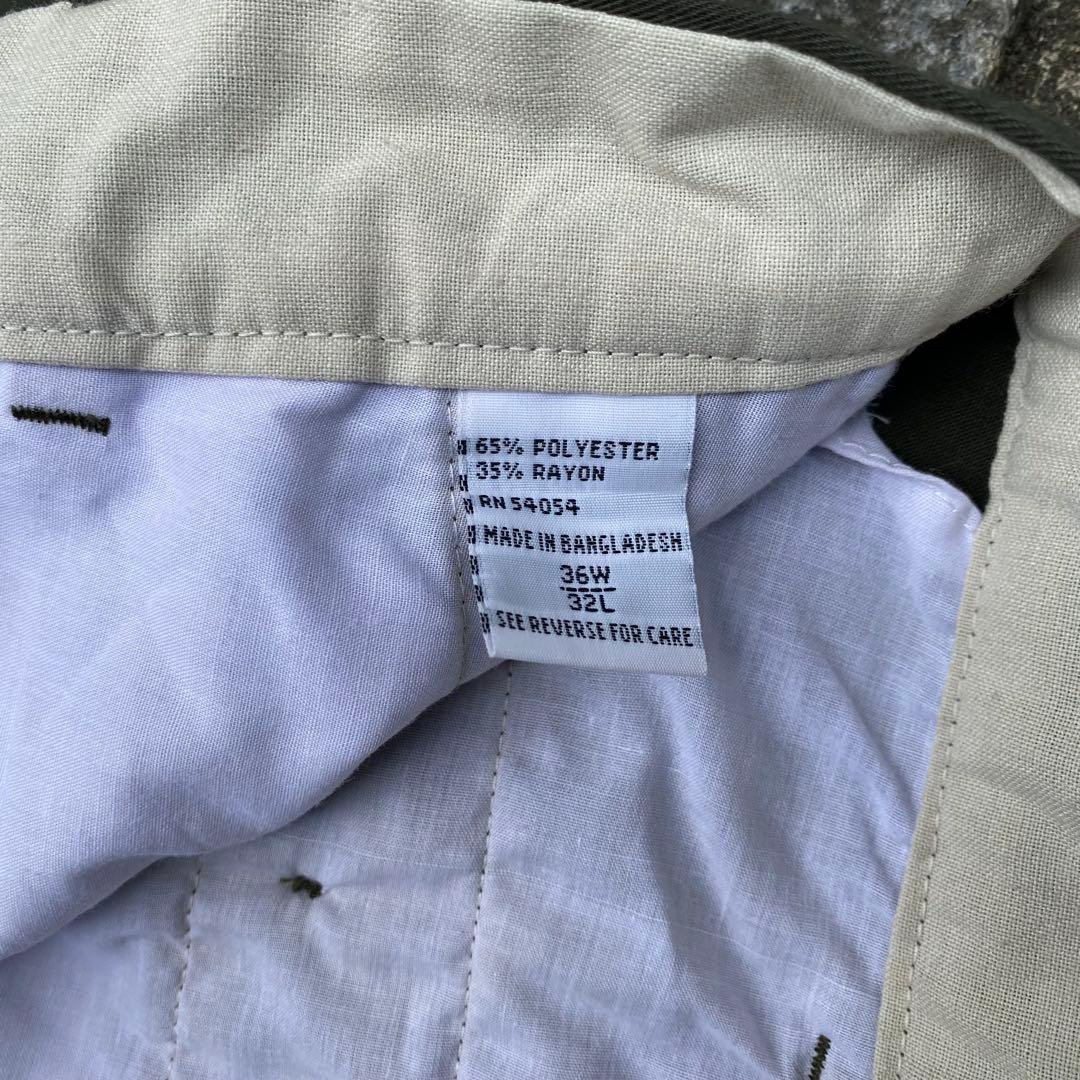 65% POLYESTER
35% RAYON
RN 54054
MADE IN BANGLADESH
36W
32L
SEE REVERSE FOR CARE